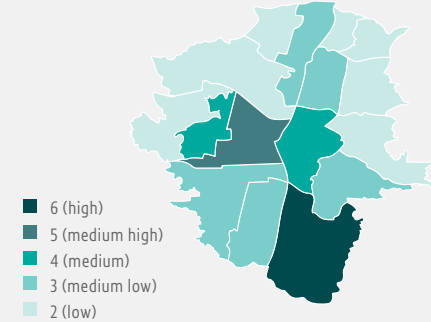 6 (high)
5 (medium high)
4 (medium)
3 (medium low)
2 (low)